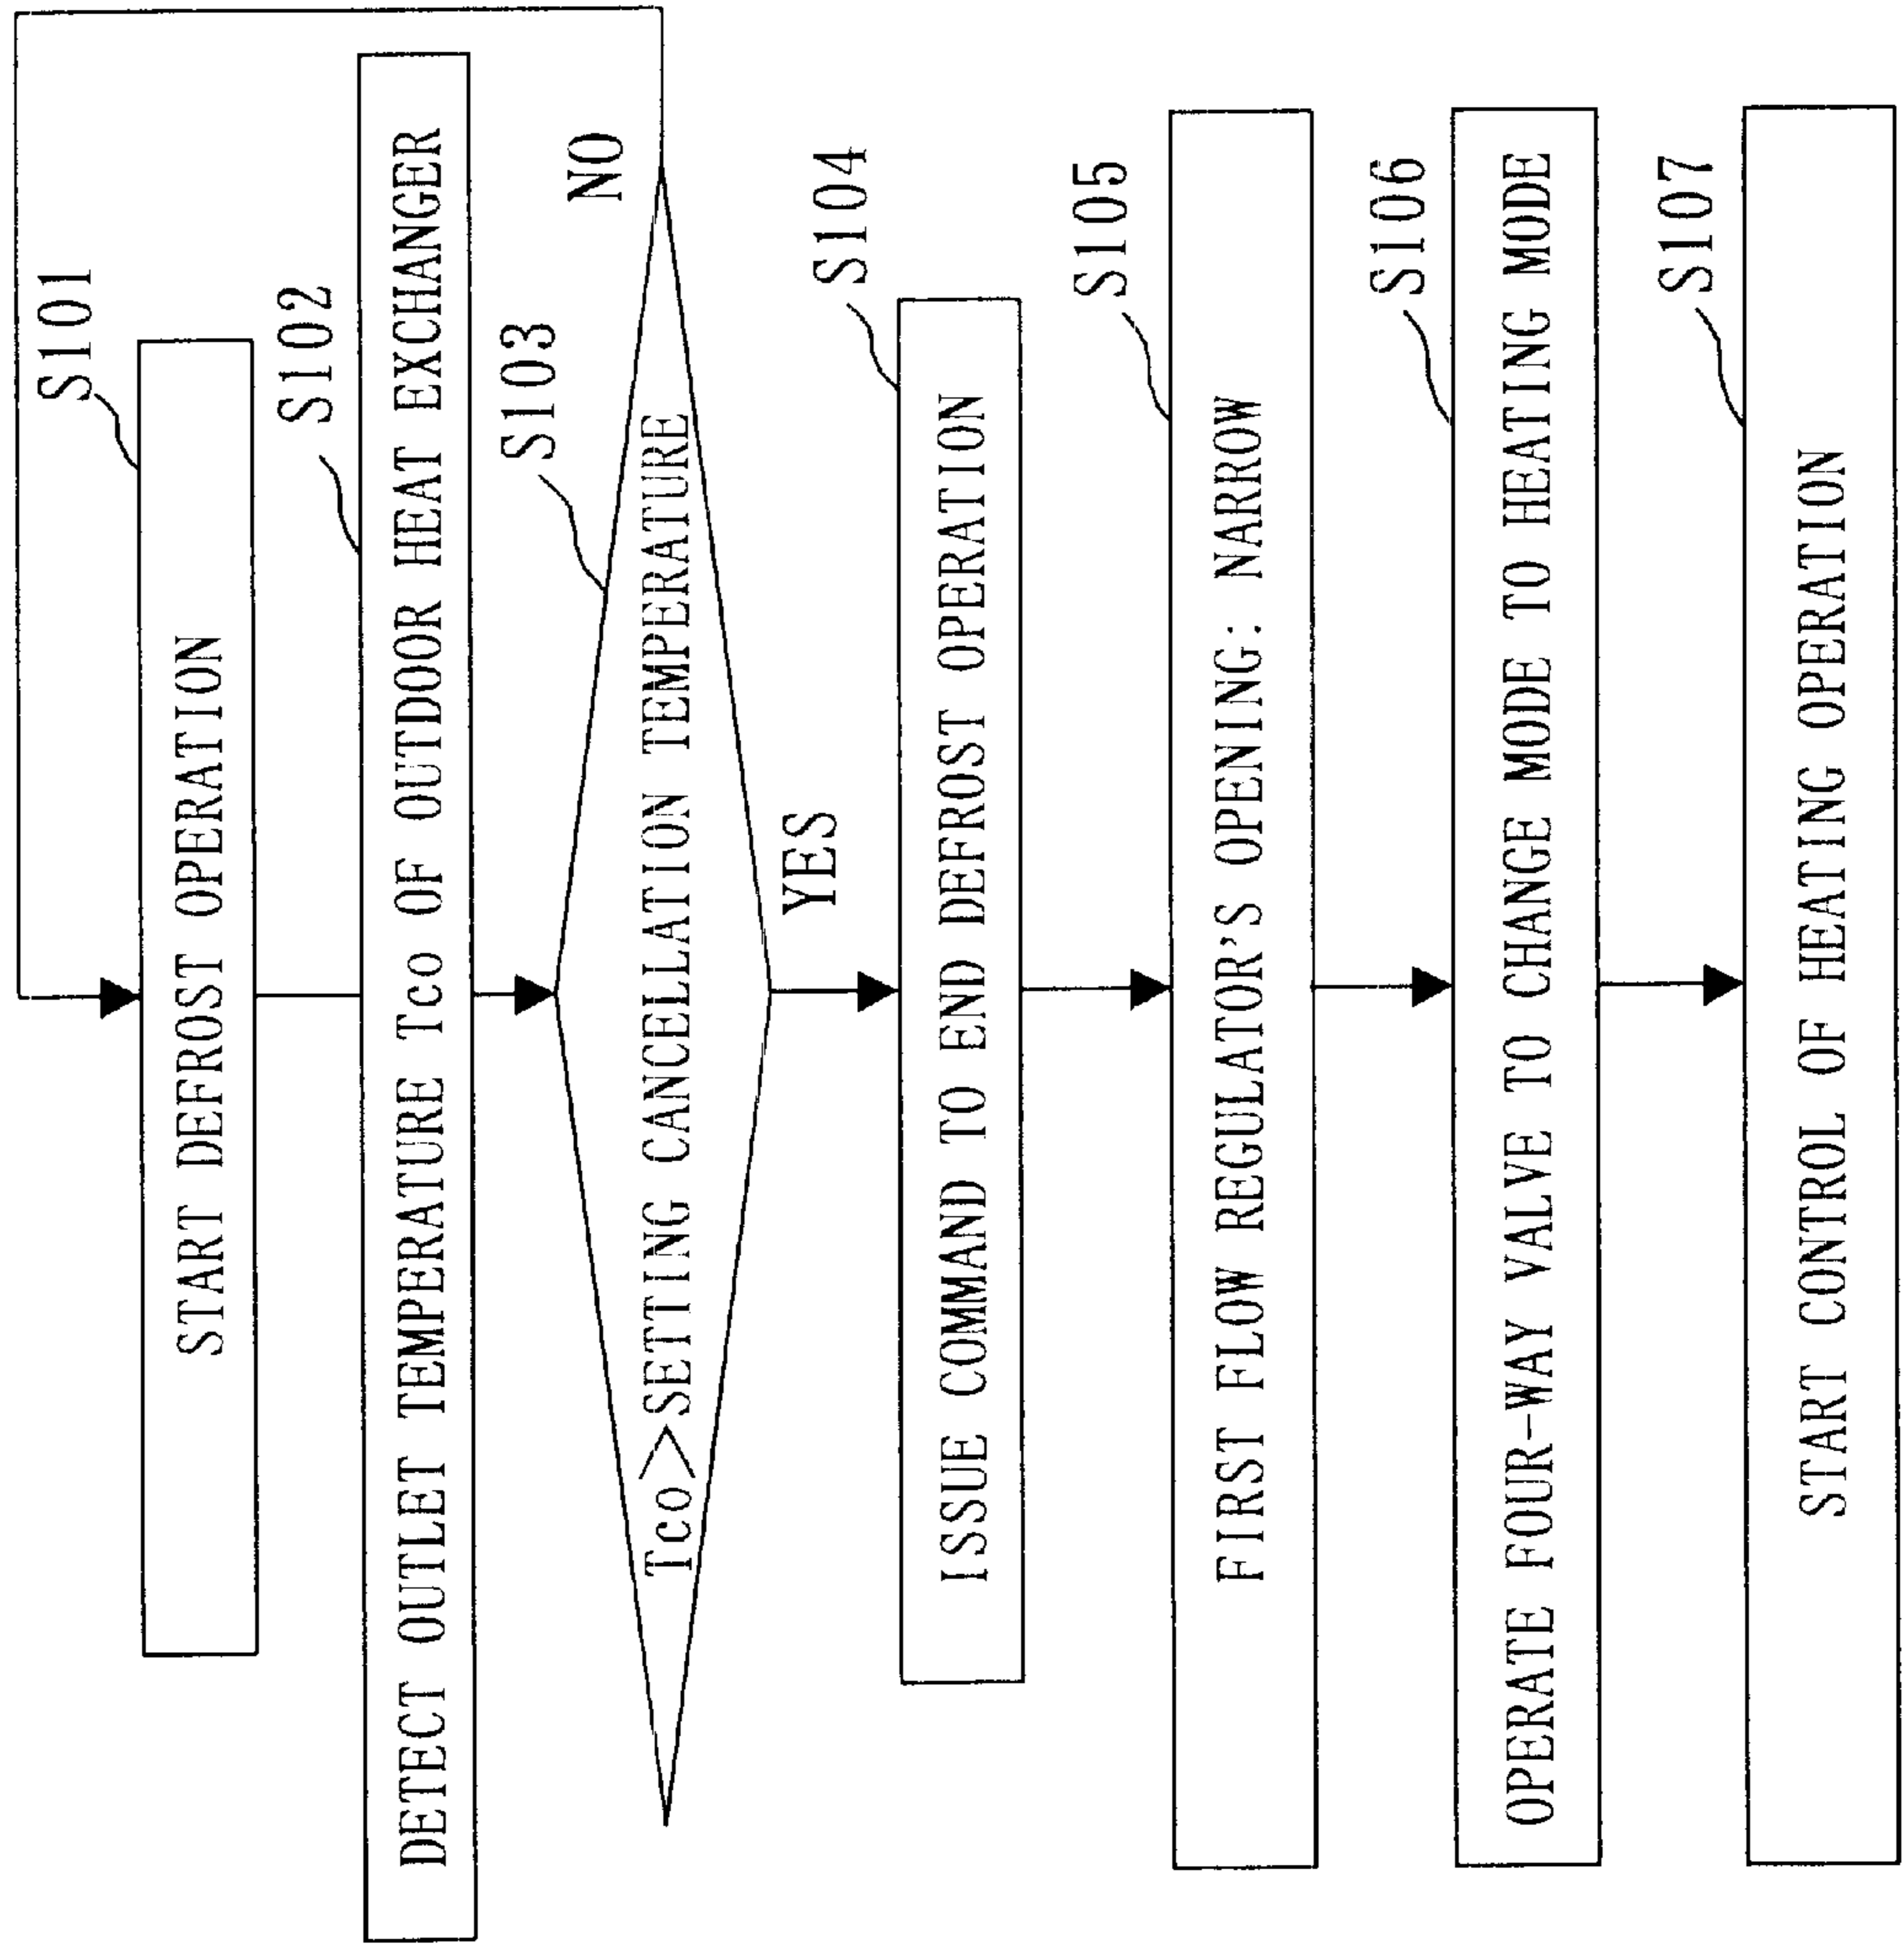 S101
START DEFROST OPERATION
S102
DETECT OUTLET TEMPERATURE Tco OF OUTDOOR HEAT EXCHANGER
S103
Tco>SETTING CANCELLATION TEMPERATURE
NO
YES
S104
ISSUE COMMAND TO END DEFROST OPERATION
S105
FIRST FLOW REGULATOR'S OPENING: NARROW
S106
OPERATE FOUR-WAY VALVE TO CHANGE MODE TO HEATING MODE
S107
START CONTROL OF HEATING OPERATION